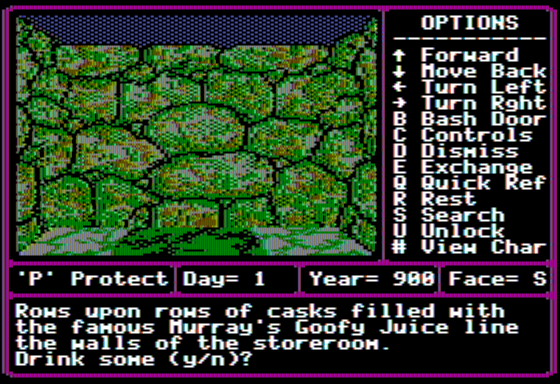 OPTIONS
------------
↑ Forward
↓ Move Back
← Turn Left
→ Turn Rght
B Bash Door
C Controls
D Dismiss
E Exchange
Q Quick Ref
R Rest
S Search
U Unlock
# View Char
'P' Protect
Day= 1
Year= 900
Face= S
Rows upon rows of casks filled with
the famous Murray's Goofy Juice line
the walls of the storeroom.
Drink some (y/n)?